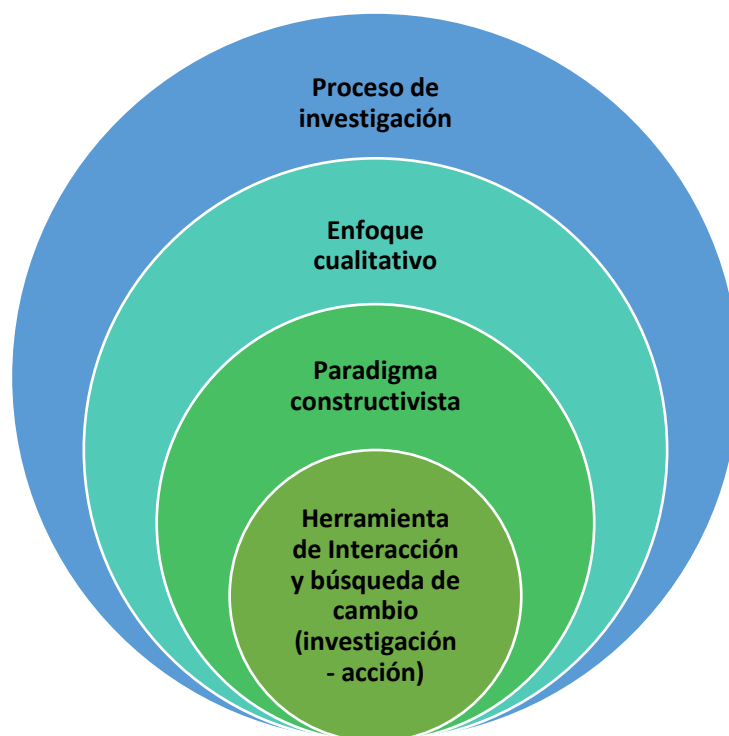 Proceso de
investigación
Enfoque
cualitativo
Paradigma
constructivista
Herramienta
de Interacción
y búsqueda de
cambio
(investigación
- acción)